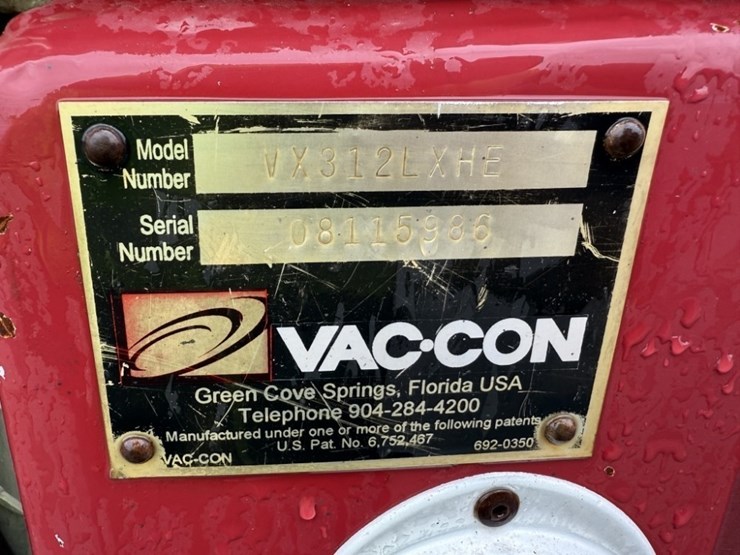 Model Number VX312LXHE
Serial Number 08115986
VAC·CON
Green Cove Springs, Florida USA
Telephone 904-284-4200
Manufactured under one or more of the following patents
U.S. Pat. No. 6,752,467 692-0350
VAC-CON